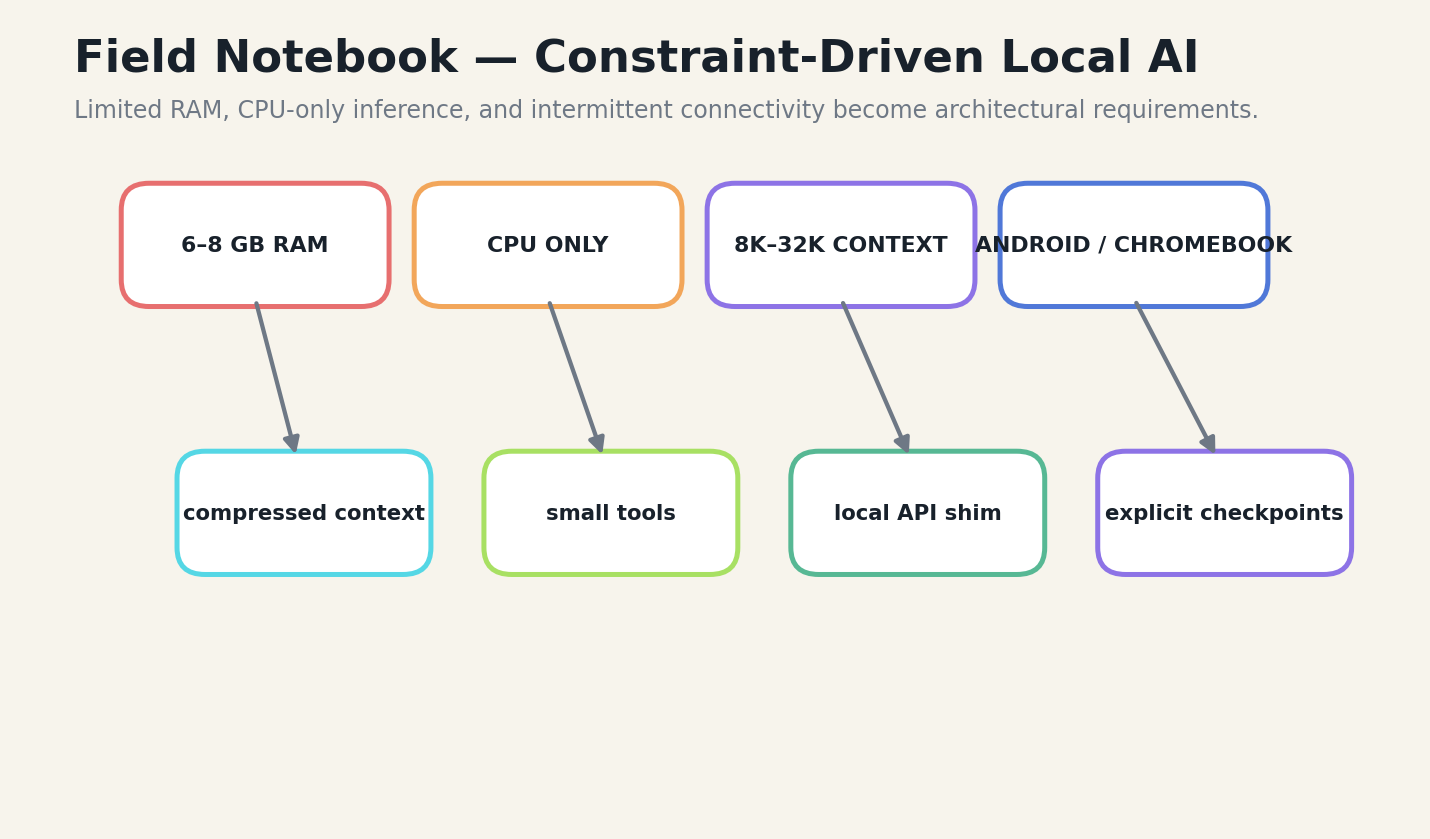 Field Notebook — Constraint-Driven Local AI
Limited RAM, CPU-only inference, and intermittent connectivity become architectural requirements.
6–8 GB RAM
CPU ONLY
8K–32K CONTEXT
ANDROID / CHROMEBOOK
compressed context
small tools
local API shim
explicit checkpoints